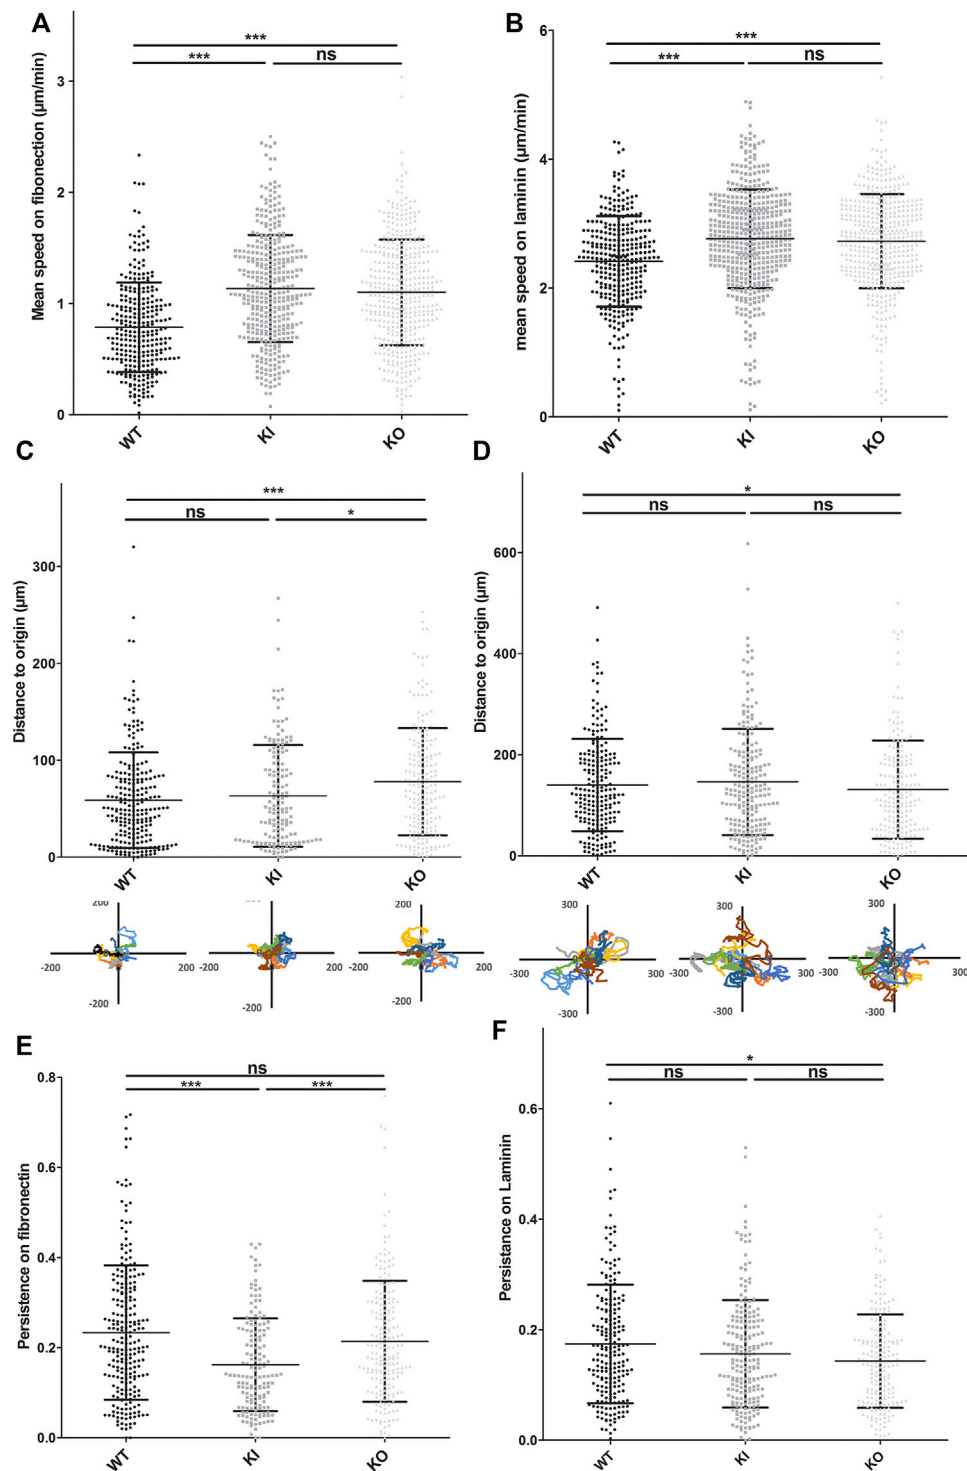 A
Mean speed on fibonection (µm/min)
***
***
ns
3
2
1
0
WT
KI
KO
B
mean speed on laminin (µm/min)
***
***
ns
6
4
2
0
WT
KI
KO
C
Distance to origin (µm)
***
ns
*
300
200
100
0
WT
KI
KO
200
-200
200
-200
200
-200
200
-200
200
-200
200
-200
D
Distance to origin (µm)
*
ns
ns
600
400
200
0
WT
KI
KO
300
-300
300
-300
300
-300
300
-300
300
-300
300
-300
E
Persistence on fibronectin
ns
***
***
0.8
0.6
0.4
0.2
0.0
WT
KI
KO
F
Persistance on Laminin
*
ns
ns
0.6
0.4
0.2
0.0
WT
KI
KO